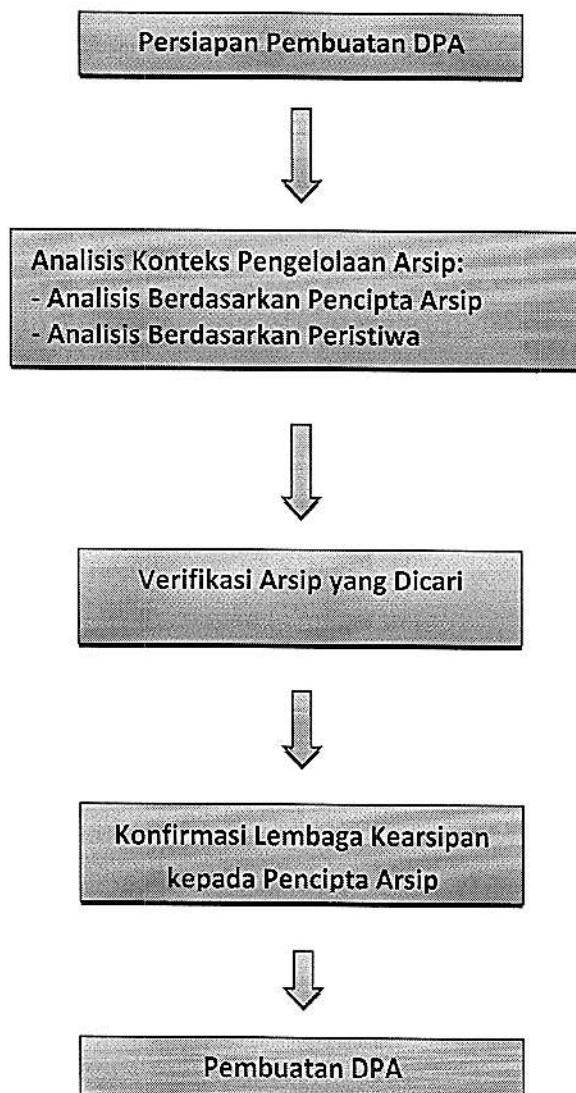 Persiapan Pembuatan DPA
Analisis Konteks Pengelolaan Arsip:
- Analisis Berdasarkan Pencipta Arsip
- Analisis Berdasarkan Peristiwa
Verifikasi Arsip yang Dicari
Konfirmasi Lembaga Kearsipan
kepada Pencipta Arsip
Pembuatan DPA